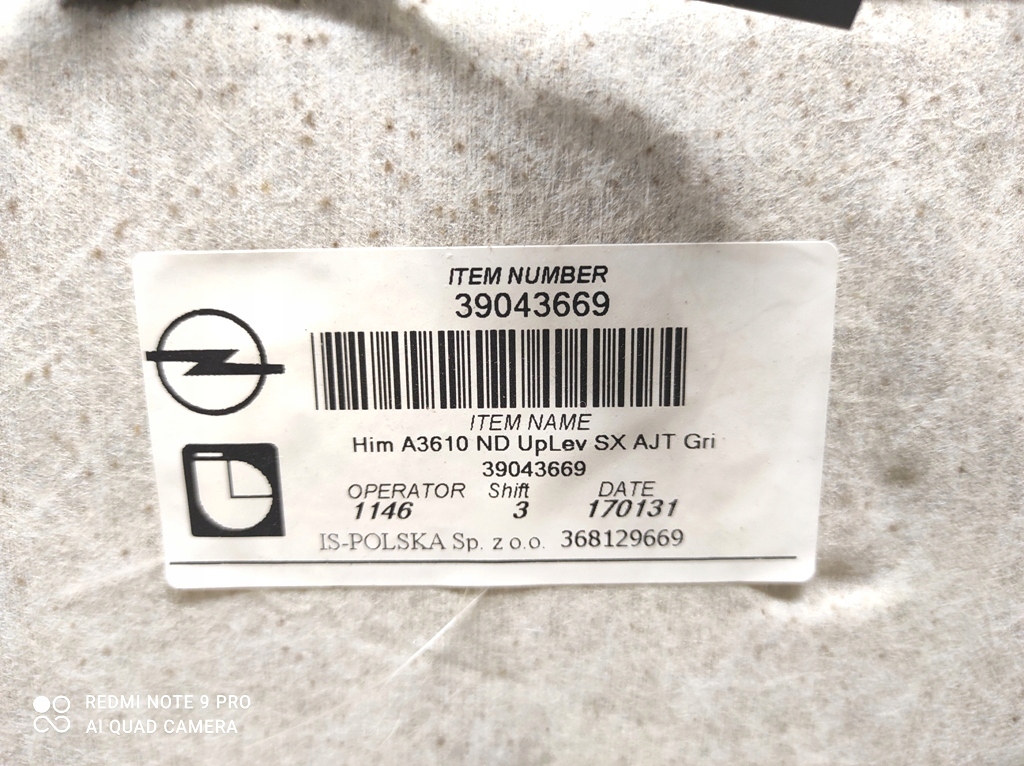 ITEM NUMBER
39043669
ITEM NAME
Him A3610 ND UpLev SX AJT Gri
39043669
OPERATOR Shift DATE
1146 3 170131
IS-POLSKA Sp. z o.o. 368129669
REDMI NOTE 9 PRO
AI QUAD CAMERA